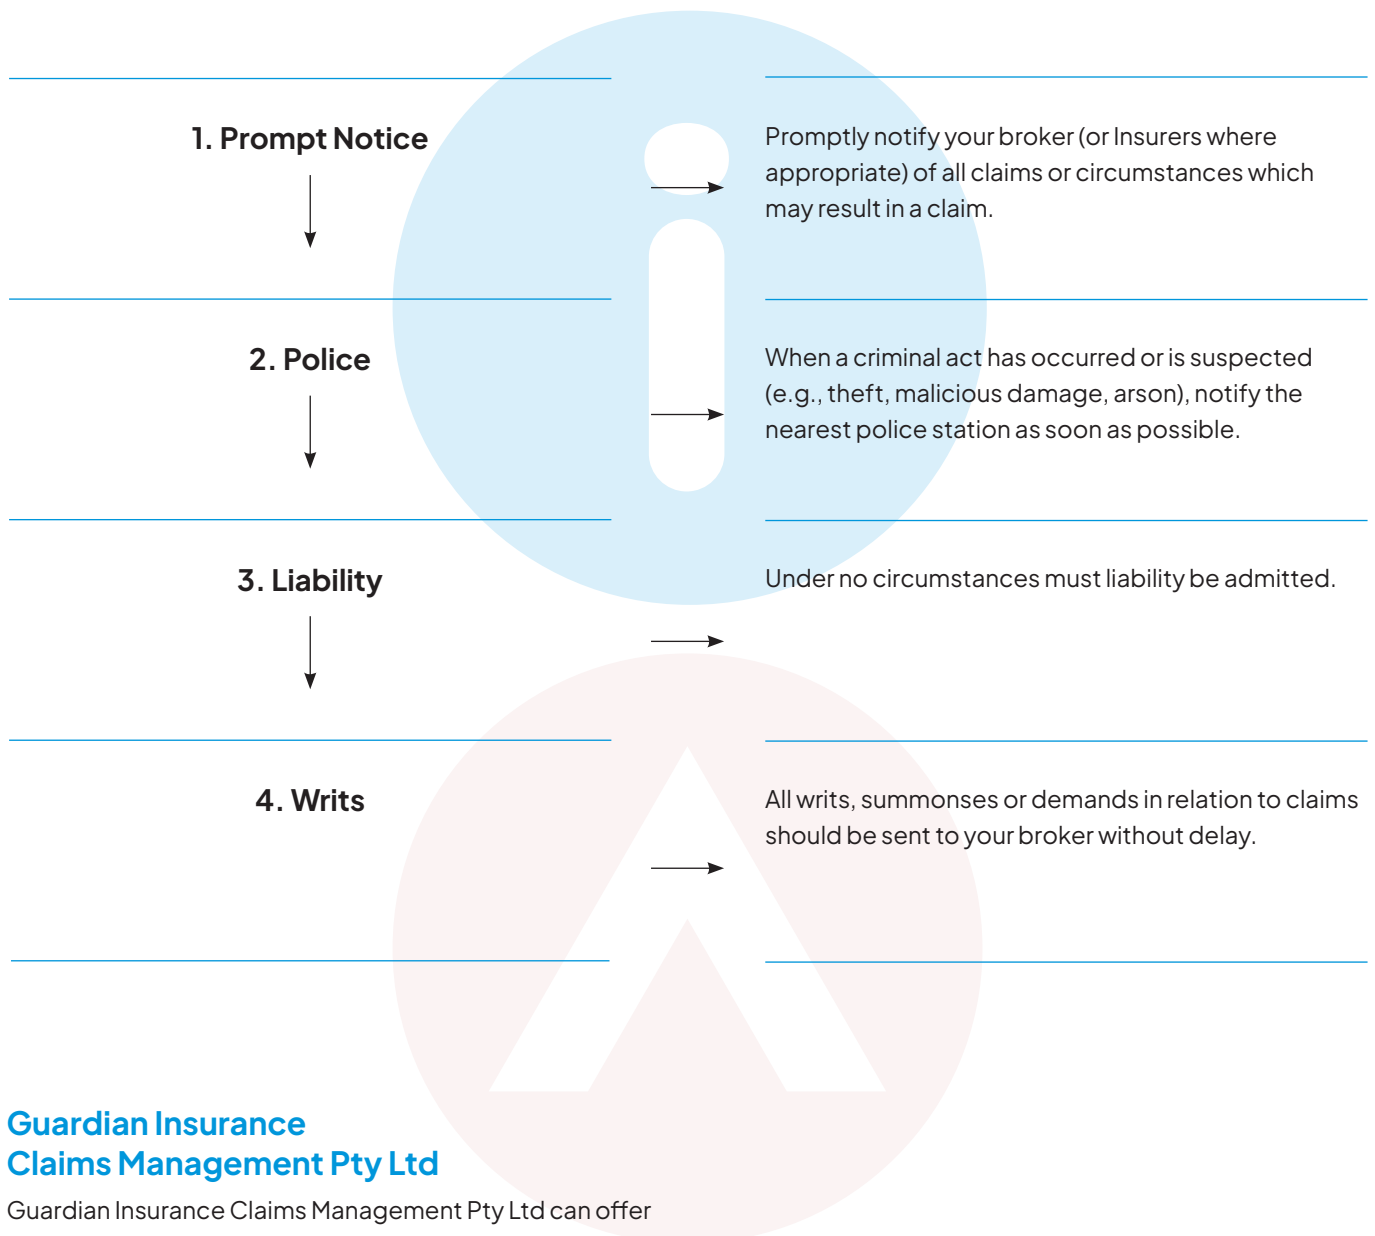 1. Prompt Notice
Promptly notify your broker (or Insurers where
appropriate) of all claims or circumstances which
may result in a claim.
2. Police
When a criminal act has occurred or is suspected
(e.g., theft, malicious damage, arson), notify the
nearest police station as soon as possible.
3. Liability
Under no circumstances must liability be admitted.
4. Writs
All writs, summonses or demands in relation to claims
should be sent to your broker without delay.
Guardian Insurance
Claims Management Pty Ltd
Guardian Insurance Claims Management Pty Ltd can offer